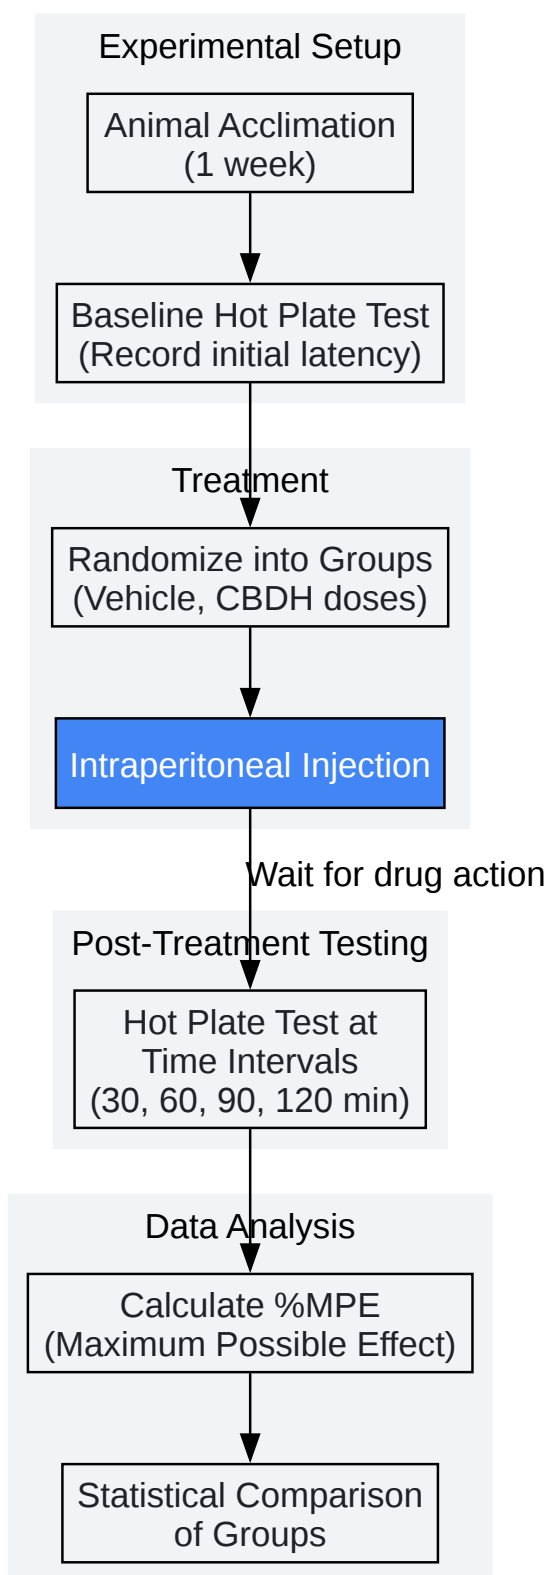 Experimental Setup
Animal Acclimation
(1 week)
Baseline Hot Plate Test
(Record initial latency)
Treatment
Randomize into Groups
(Vehicle, CBDH doses)
Intraperitoneal Injection
Wait for drug action
Post-Treatment Testing
Hot Plate Test at
Time Intervals
(30, 60, 90, 120 min)
Data Analysis
Calculate %MPE
(Maximum Possible Effect)
Statistical Comparison
of Groups